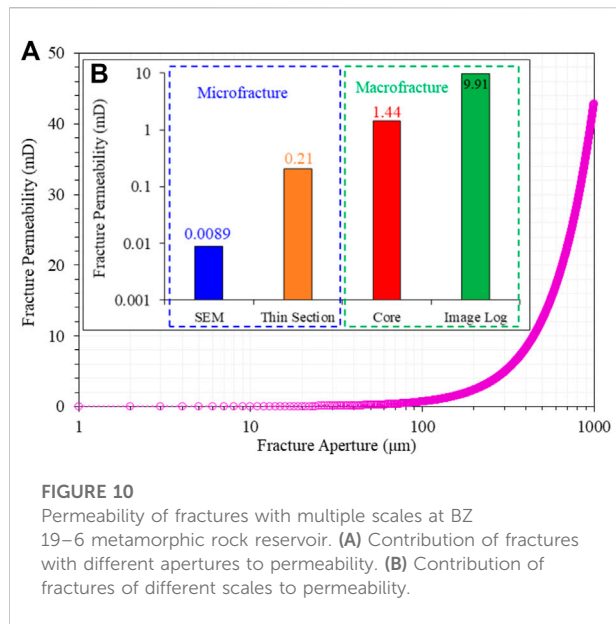 A
50
40
30
20
10
0
Fracture Permeability (mD)
B
10
1
0.1
0.01
0.001
Fracture Permeability (mD)
Microfracture
Macrofracture
0.0089
0.21
1.44
9.91
SEM
Thin Section
Core
Image Log
1
10
100
1000
Fracture Aperture (μm)
FIGURE 10
Permeability of fractures with multiple scales at BZ
19–6 metamorphic rock reservoir. (A) Contribution of fractures
with different apertures to permeability. (B) Contribution of
fractures of different scales to permeability.